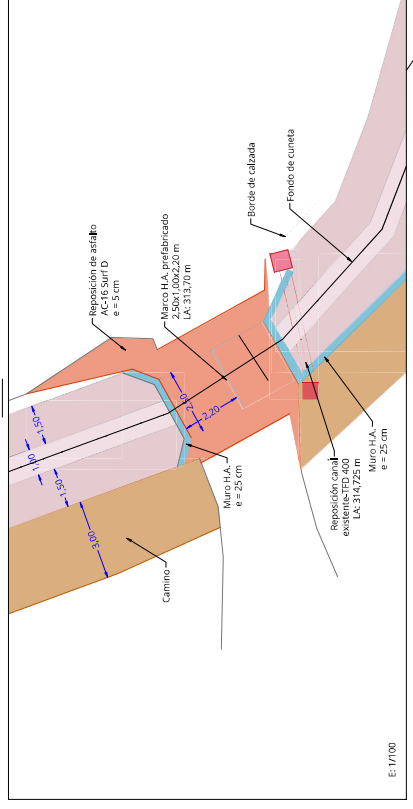 Reposición de asfalto
AC-16 Surf D
e = 5 cm
Marco H.A. prefabricado
2,50x1,00x2,20 m
LA: 313,70 m
Borde de calzada
Fondo de cuneta
1,50
1,00
1,50
3,00
2,20
Camino
Muro H.A.
e = 25 cm
Reposición canal
existente-TFD 400
LA: 314,725 m
Muro H.A.
e = 25 cm
E: 1/100